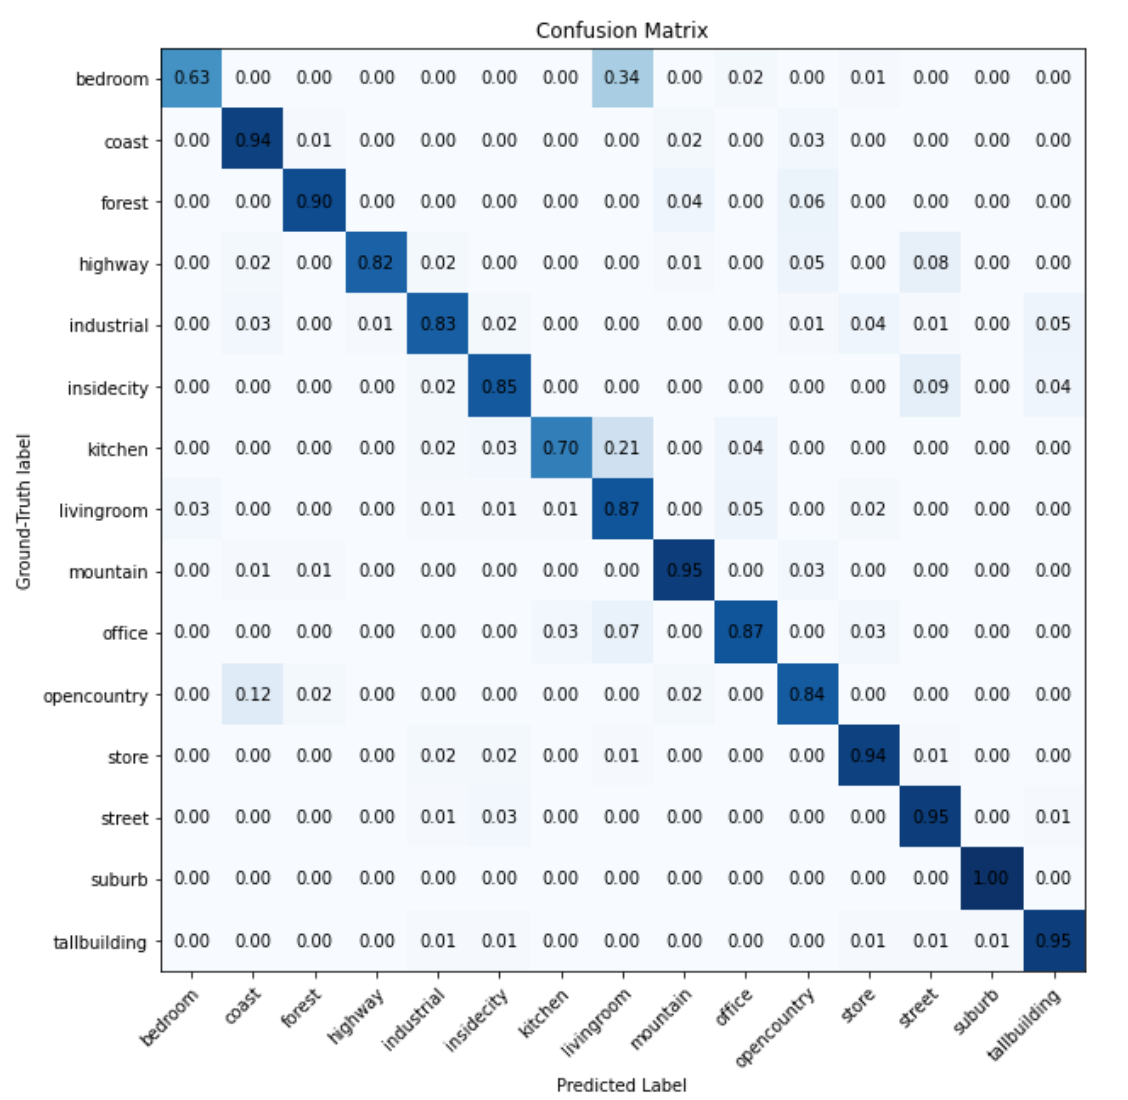 Confusion Matrix
bedroom 0.63 0.00 0.00 0.00 0.00 0.00 0.00 0.34 0.00 0.02 0.00 0.01 0.00 0.00 0.00
coast 0.00 0.94 0.01 0.00 0.00 0.00 0.00 0.00 0.02 0.00 0.03 0.00 0.00 0.00 0.00
forest 0.00 0.00 0.90 0.00 0.00 0.00 0.00 0.00 0.04 0.00 0.06 0.00 0.00 0.00 0.00
highway 0.00 0.02 0.00 0.82 0.02 0.00 0.00 0.00 0.01 0.00 0.05 0.00 0.08 0.00 0.00
industrial 0.00 0.03 0.00 0.01 0.83 0.02 0.00 0.00 0.00 0.00 0.01 0.04 0.01 0.00 0.05
insidecity 0.00 0.00 0.00 0.00 0.02 0.85 0.00 0.00 0.00 0.00 0.00 0.00 0.09 0.00 0.04
kitchen 0.00 0.00 0.00 0.00 0.02 0.03 0.70 0.21 0.00 0.04 0.00 0.00 0.00 0.00 0.00
livingroom 0.03 0.00 0.00 0.00 0.01 0.01 0.01 0.87 0.00 0.05 0.00 0.02 0.00 0.00 0.00
mountain 0.00 0.01 0.01 0.00 0.00 0.00 0.00 0.00 0.95 0.00 0.03 0.00 0.00 0.00 0.00
office 0.00 0.00 0.00 0.00 0.00 0.00 0.03 0.07 0.00 0.87 0.00 0.03 0.00 0.00 0.00
opencountry 0.00 0.12 0.02 0.00 0.00 0.00 0.00 0.00 0.02 0.00 0.84 0.00 0.00 0.00 0.00
store 0.00 0.00 0.00 0.00 0.02 0.02 0.00 0.01 0.00 0.00 0.00 0.94 0.01 0.00 0.00
street 0.00 0.00 0.00 0.00 0.01 0.03 0.00 0.00 0.00 0.00 0.00 0.00 0.95 0.00 0.01
suburb 0.00 0.00 0.00 0.00 0.00 0.00 0.00 0.00 0.00 0.00 0.00 0.00 0.00 1.00 0.00
tallbuilding 0.00 0.00 0.00 0.00 0.01 0.01 0.00 0.00 0.00 0.00 0.00 0.01 0.01 0.01 0.95
bedroom coast forest highway industrial insidecity kitchen livingroom mountain office opencountry store street suburb tallbuilding
Predicted Label
Ground-Truth label